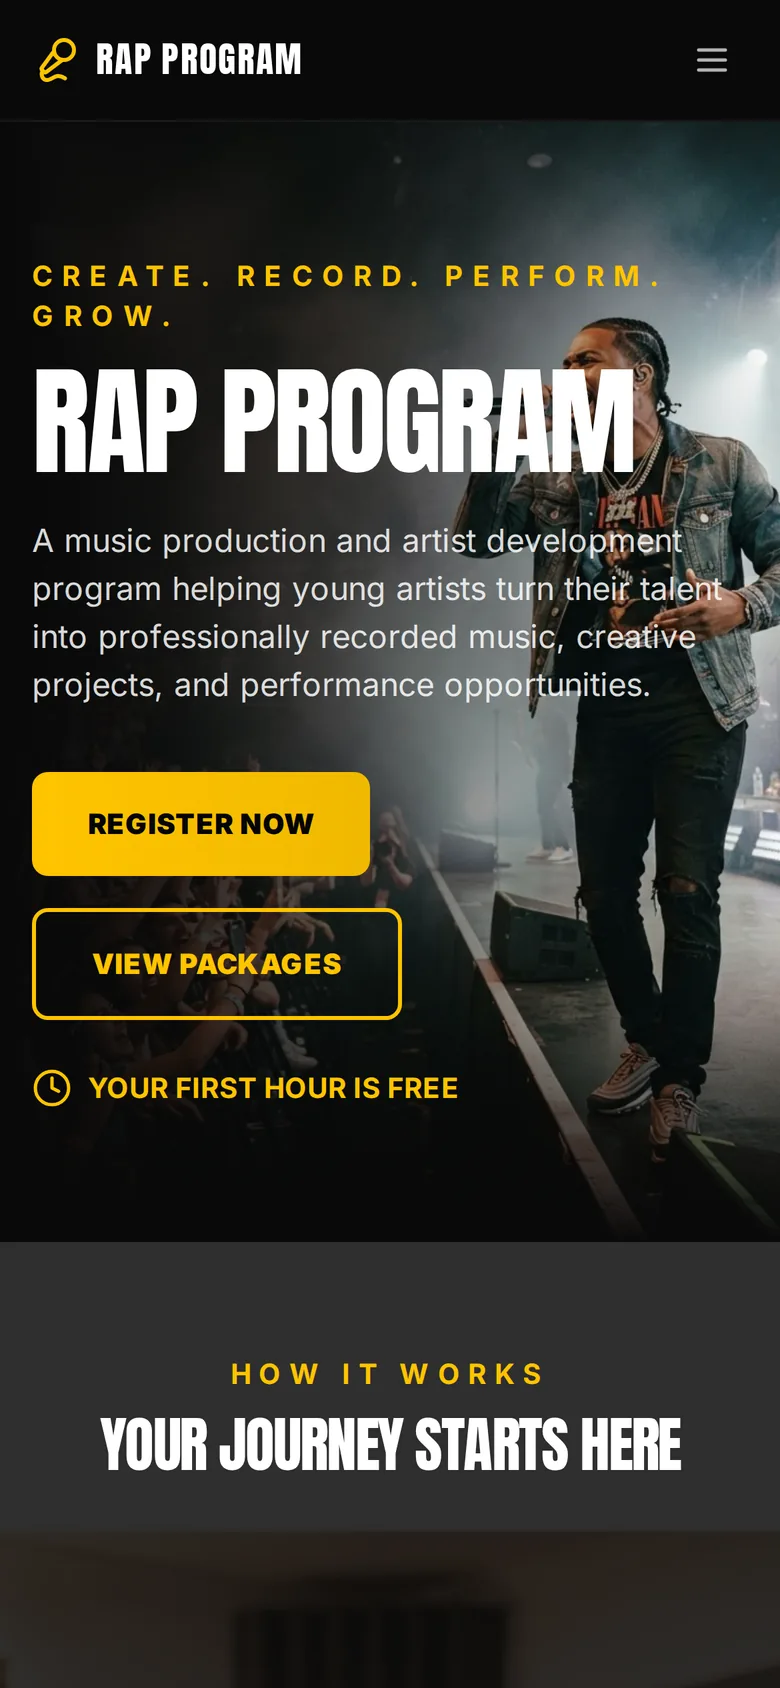 RAP PROGRAM
CREATE. RECORD. PERFORM.
GROW.
RAP PROGRAM
A music production and artist development
program helping young artists turn their talent
into professionally recorded music, creative
projects, and performance opportunities.
REGISTER NOW
VIEW PACKAGES
YOUR FIRST HOUR IS FREE
HOW IT WORKS
YOUR JOURNEY STARTS HERE